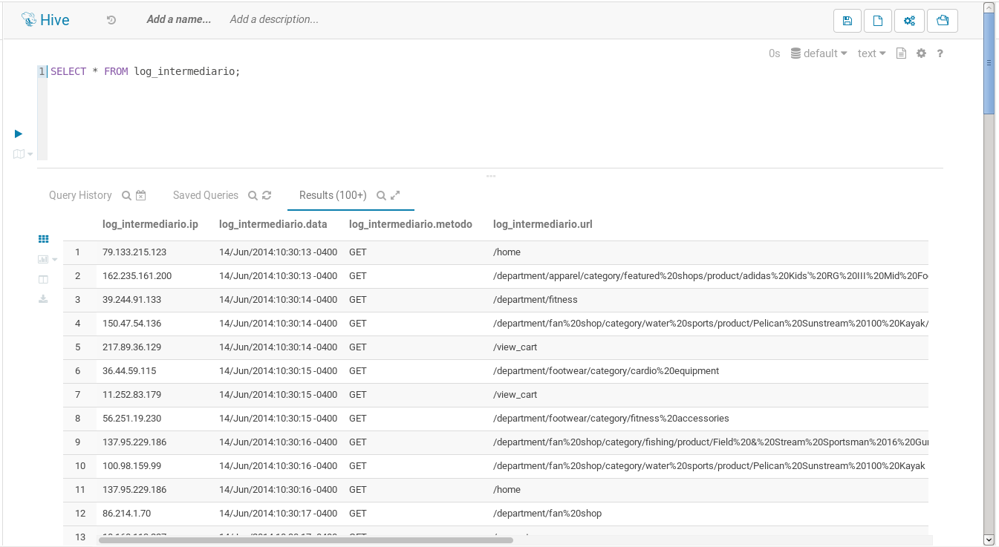 Hive Add a name... Add a description...
0s default text ?
1 SELECT * FROM log_intermediario;
Query History Saved Queries Results (100+)
log_intermediario.ip log_intermediario.data log_intermediario.metodo log_intermediario.url
1 79.133.215.123 14/Jun/2014:10:30:13 -0400 GET /home
2 162.235.161.200 14/Jun/2014:10:30:13 -0400 GET /department/apparel/category/featured%20shops/product/adidas%20Kids'%20RG%20III%20Mid%20Fo
3 39.244.91.133 14/Jun/2014:10:30:14 -0400 GET /department/fitness
4 150.47.54.136 14/Jun/2014:10:30:14 -0400 GET /department/fan%20shop/category/water%20sports/product/Pelican%20Sunstream%20100%20Kayak/
5 217.89.36.129 14/Jun/2014:10:30:14 -0400 GET /view_cart
6 36.44.59.115 14/Jun/2014:10:30:15 -0400 GET /department/footwear/category/cardio%20equipment
7 11.252.83.179 14/Jun/2014:10:30:15 -0400 GET /view_cart
8 56.251.19.230 14/Jun/2014:10:30:15 -0400 GET /department/footwear/category/fitness%20accessories
9 137.95.229.186 14/Jun/2014:10:30:16 -0400 GET /department/fan%20shop/category/fishing/product/Field%20&%20Stream%20Sportsman%2016%20Gu
10 100.98.159.99 14/Jun/2014:10:30:16 -0400 GET /department/fan%20shop/category/water%20sports/product/Pelican%20Sunstream%20100%20Kayak
11 137.95.229.186 14/Jun/2014:10:30:16 -0400 GET /home
12 86.214.1.70 14/Jun/2014:10:30:17 -0400 GET /department/fan%20shop
13